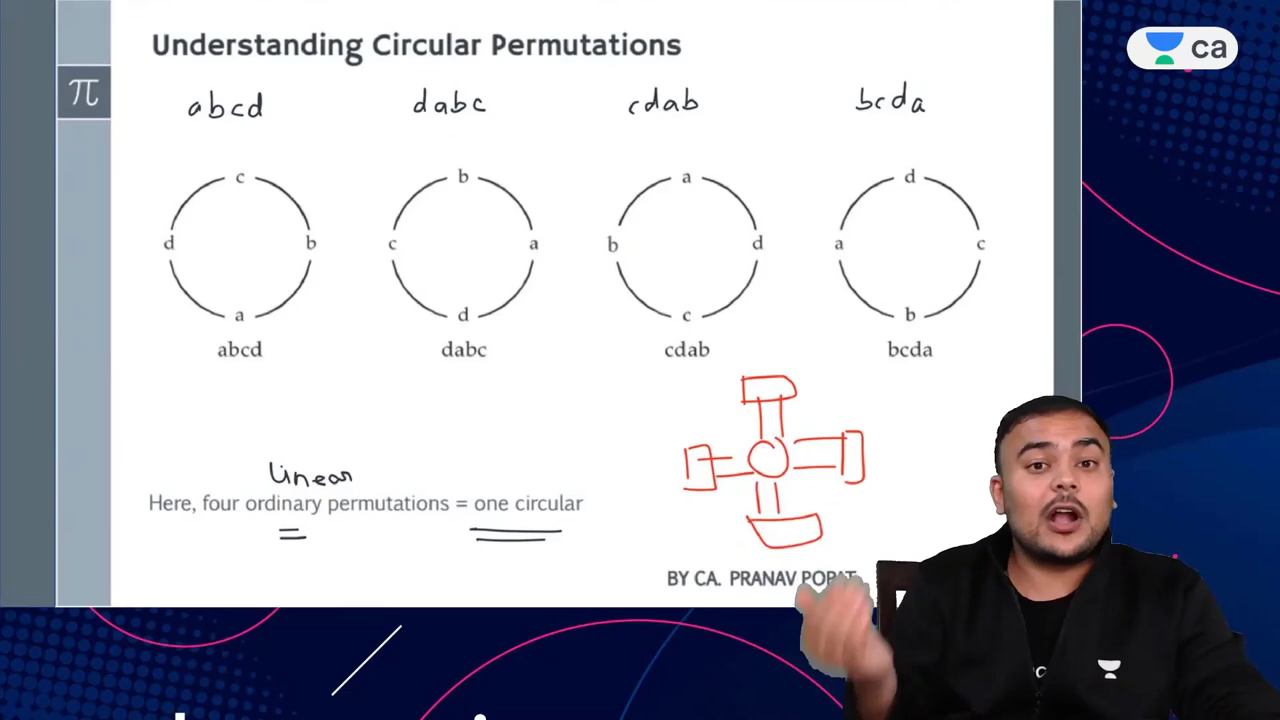 Understanding Circular Permutations
ca
π
abcd dabc cdab bcda
c b a d
d b c a b d a c
a d c b
abcd dabc cdab bcda
linear
Here, four ordinary permutations = one circular
BY CA. PRANAV POPAT